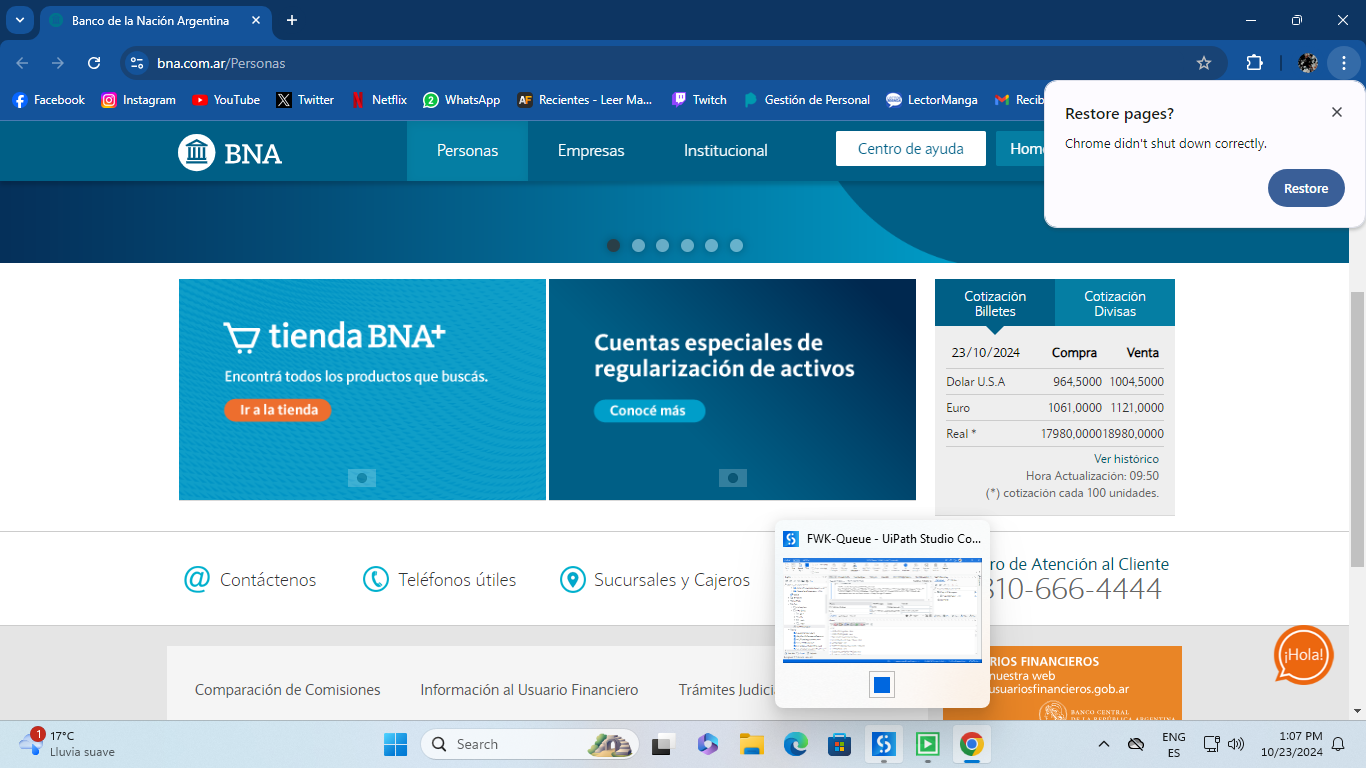 Banco de la Nación Argentina
bna.com.ar/Personas
Facebook
Instagram
YouTube
Twitter
Netflix
2
WhatsApp
AF
Recientes - Leer Ma...
Twitch
Gestión de Personal
LectorManga
Recib
Restore pages?
Chrome didn't shut down correctly.
Restore
BNA
Personas
Empresas
Institucional
Centro de ayuda
Home
tienda BNA+
Encontrá todos los productos que buscás.
Ir a la tienda
Cuentas especiales de
regularización de activos
Conocé más
Cotización
Billetes
Cotización
Divisas
23/10/2024 Compra Venta
Dolar U.S.A 964,5000 1004,5000
Euro 1061,0000 1121,0000
Real * 17980,0000 18980,0000
Ver histórico
Hora Actualización: 09:50
(*) cotización cada 100 unidades.
FWK-Queue - UiPath Studio Co...
Contáctenos
Teléfonos útiles
Sucursales y Cajeros
ro de Atención al Cliente
810-666-4444
¡Hola!
RIOS FINANCIEROS
nuestra web
usuariosfinancieros.gob.ar
BANCO CENTRAL
DE LA REPÚBLICA ARGENTINA
Comparación de Comisiones
Información al Usuario Financiero
Trámites Judici
1
17°C
Lluvia suave
Search
ENG
ES
1:07 PM
10/23/2024